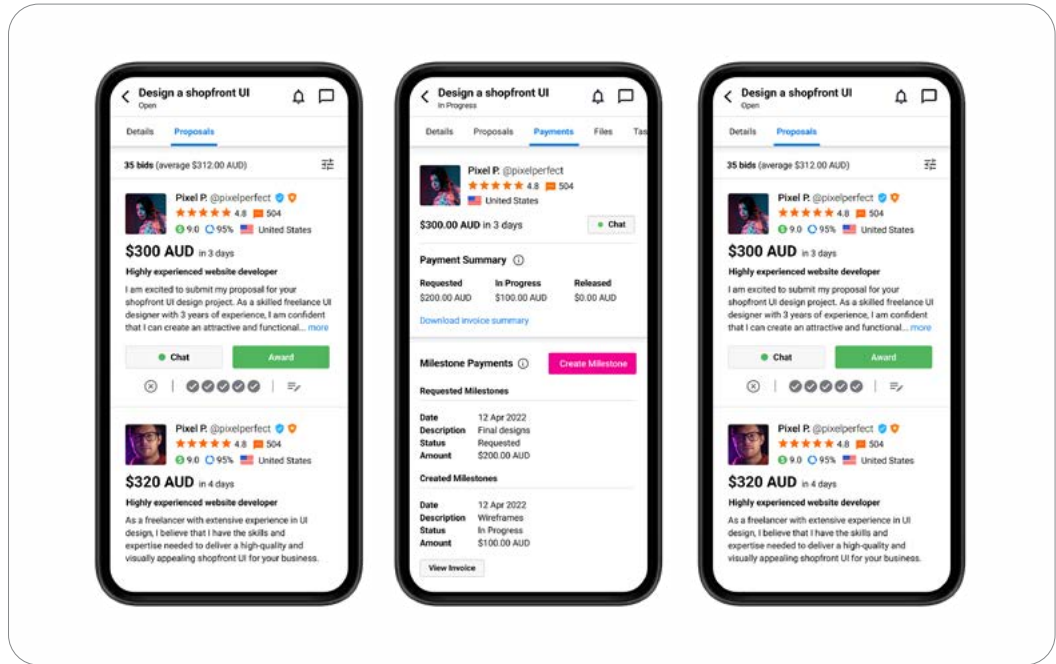 Design a shopfront UI
Open
Details Proposals
35 bids (average $312.00 AUD)
Pixel P. @pixelperfect
4.8 504
9.0 95% United States
$300 AUD in 3 days
Highly experienced website developer
I am excited to submit my proposal for your
shopfront UI design project. As a skilled freelance UI
designer with 3 years of experience, I am confident
that I can create an attractive and functional... more
Chat Award
Pixel P. @pixelperfect
4.8 504
9.0 95% United States
$320 AUD in 4 days
Highly experienced website developer
As a freelancer with extensive experience in UI
design, I believe that I have the skills and
expertise needed to deliver a high-quality and
visually appealing shopfront UI for your business.
Design a shopfront UI
In Progress
Details Proposals Payments Files Tas
Pixel P. @pixelperfect
4.8 504
United States
$300.00 AUD in 3 days Chat
Payment Summary
Requested In Progress Released
$200.00 AUD $100.00 AUD $0.00 AUD
Download invoice summary
Milestone Payments Create Milestone
Requested Milestones
Date 12 Apr 2022
Description Final designs
Status Requested
Amount $200.00 AUD
Created Milestones
Date 12 Apr 2022
Description Wireframes
Status In Progress
Amount $100.00 AUD
View Invoice
Design a shopfront UI
Open
Details Proposals
35 bids (average $312.00 AUD)
Pixel P. @pixelperfect
4.8 504
9.0 95% United States
$300 AUD in 3 days
Highly experienced website developer
I am excited to submit my proposal for your
shopfront UI design project. As a skilled freelance UI
designer with 3 years of experience, I am confident
that I can create an attractive and functional... more
Chat Award
Pixel P. @pixelperfect
4.8 504
9.0 95% United States
$320 AUD in 4 days
Highly experienced website developer
As a freelancer with extensive experience in UI
design, I believe that I have the skills and
expertise needed to deliver a high-quality and
visually appealing shopfront UI for your business.